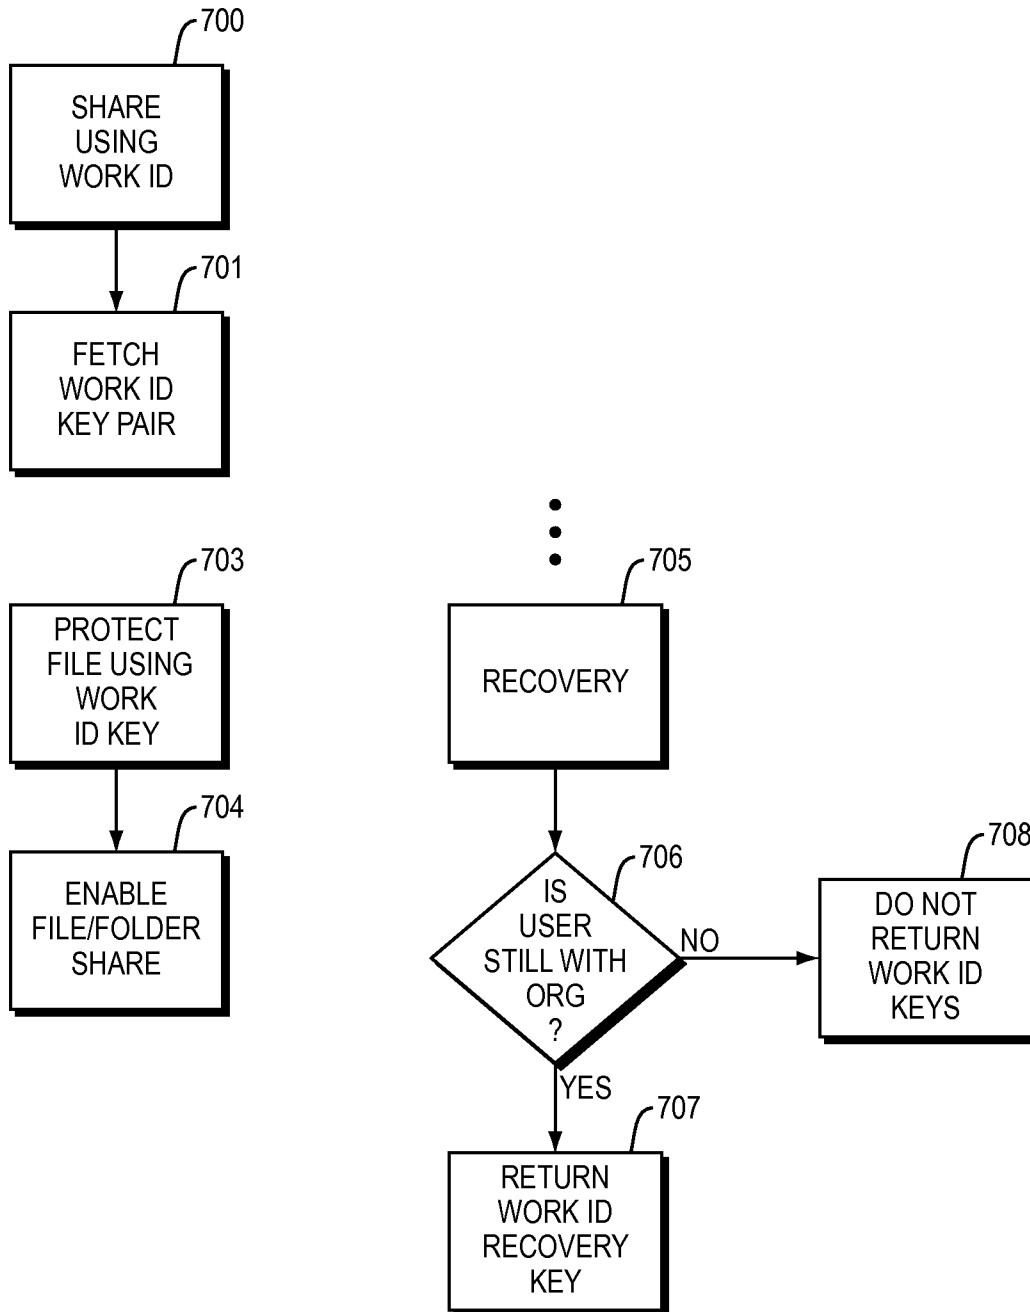 700
SHARE
USING
WORK ID
701
FETCH
WORK ID
KEY PAIR
703
PROTECT
FILE USING
WORK
ID KEY
704
ENABLE
FILE/FOLDER
SHARE
705
RECOVERY
706
IS
USER
STILL WITH
ORG
?
NO
YES
708
DO NOT
RETURN
WORK ID
KEYS
707
RETURN
WORK ID
RECOVERY
KEY